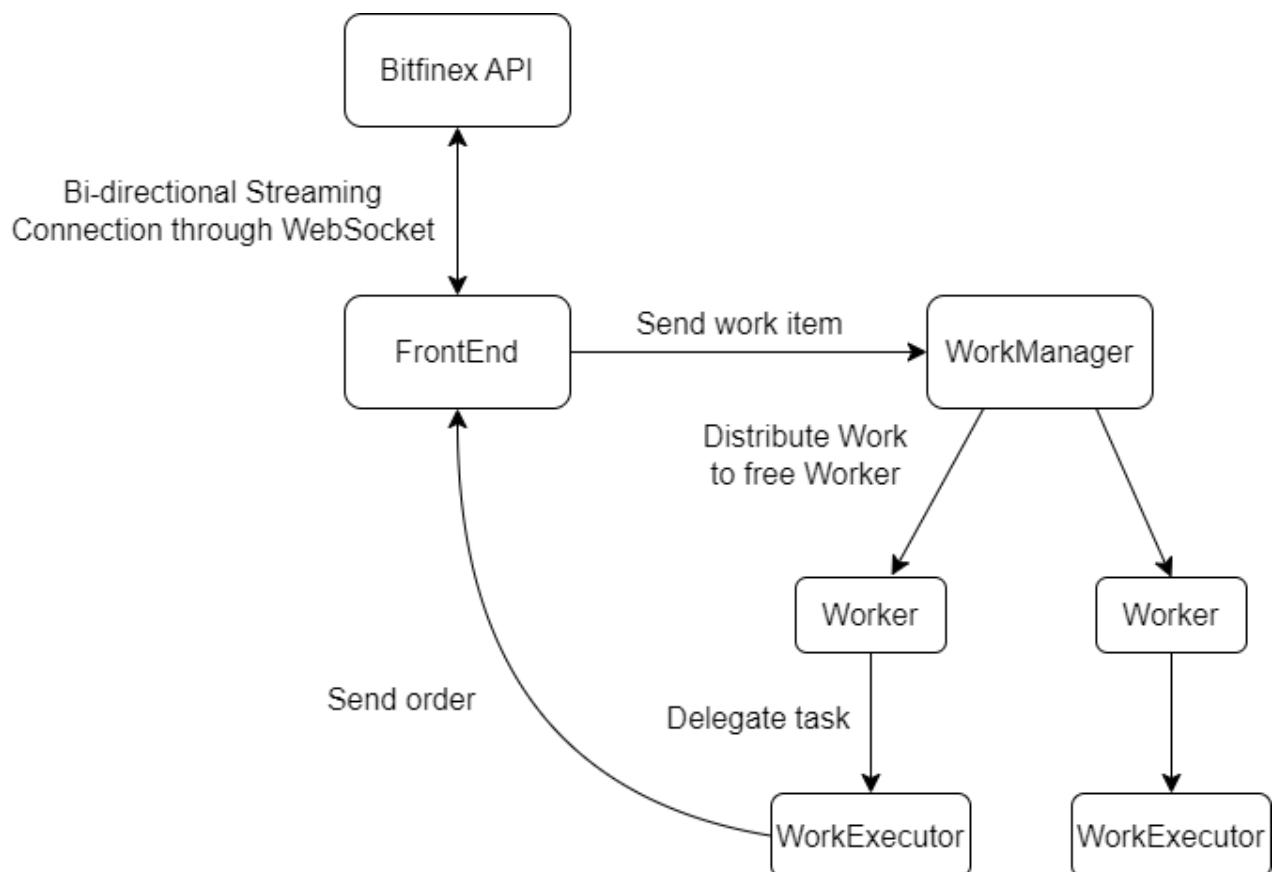 Bitfinex API
Bi-directional Streaming
Connection through WebSocket
FrontEnd
Send work item
WorkManager
Distribute Work
to free Worker
Worker
Worker
Send order
Delegate task
WorkExecutor
WorkExecutor